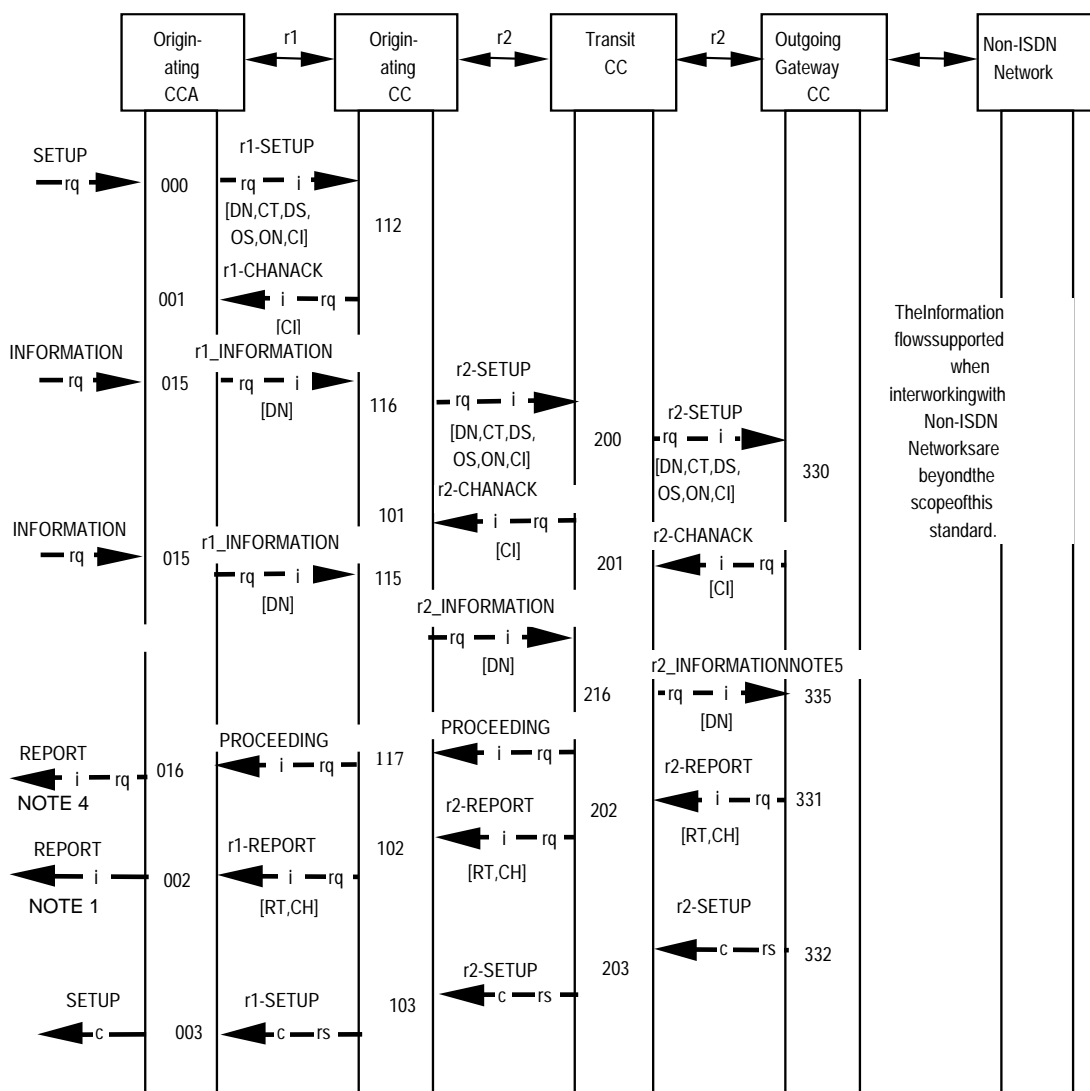 Origin-
ating
CCA
r1
Origin-
ating
CC
r2
Transit
CC
r2
Outgoing
Gateway
CC
Non-ISDN
Network
SETUP
rq
000
r1-SETUP
rq i
[DN,CT,DS,
OS,ON,CI]
112
r1-CHANACK
001
i rq
[CI]
INFORMATION
rq
015
r1_INFORMATION
rq i
[DN]
116
r2-SETUP
rq i
[DN,CT,DS,
OS,ON,CI]
200
r2-SETUP
rq i
[DN,CT,DS,
OS,ON,CI]
330
TheInformation
flowssupported
when
interworkingwith
Non-ISDN
Networksare
beyondthe
scopeofthis
standard.
r2-CHANACK
101
i rq
[CI]
INFORMATION
rq
015
r1_INFORMATION
rq i
[DN]
115
201
r2-CHANACK
i rq
[CI]
r2_INFORMATION
rq i
[DN]
216
r2_INFORMATIONNOTE5
rq i
[DN]
335
PROCEEDING
i rq
117
PROCEEDING
i rq
016
REPORT
i rq
NOTE 4
r2-REPORT
i rq
331
[RT,CH]
202
r2-REPORT
i rq
[RT,CH]
102
r1-REPORT
i rq
[RT,CH]
002
REPORT
i
NOTE 1
r2-SETUP
c rs
332
203
r2-SETUP
c rs
103
r1-SETUP
c rs
003
SETUP
c